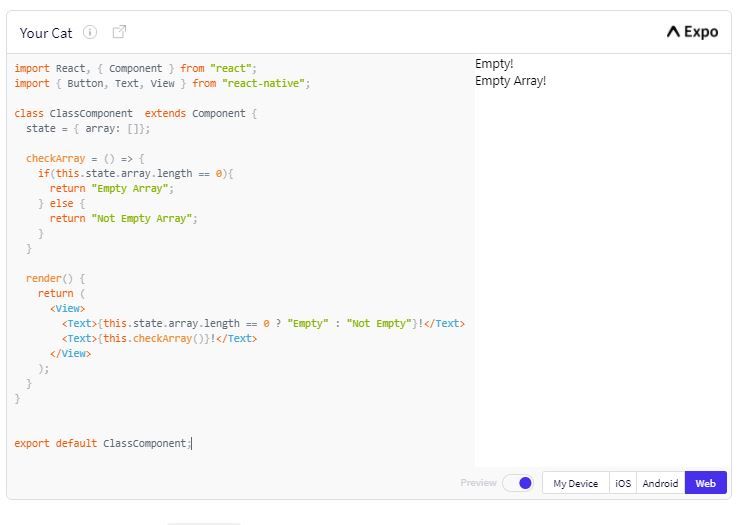 Your Cat
Expo
import React, { Component } from "react";
import { Button, Text, View } from "react-native";
class ClassComponent  extends Component {
  state = { array: []};
  checkArray = () => {
    if(this.state.array.length == 0){
      return "Empty Array";
    } else {
      return "Not Empty Array";
    }
  }
  render() {
    return (
      <View>
        <Text>{this.state.array.length == 0 ? "Empty" : "Not Empty"}!</Text>
        <Text>{this.checkArray()}!</Text>
      </View>
    );
  }
}
export default ClassComponent;
Empty!
Empty Array!
Preview
My Device
iOS
Android
Web